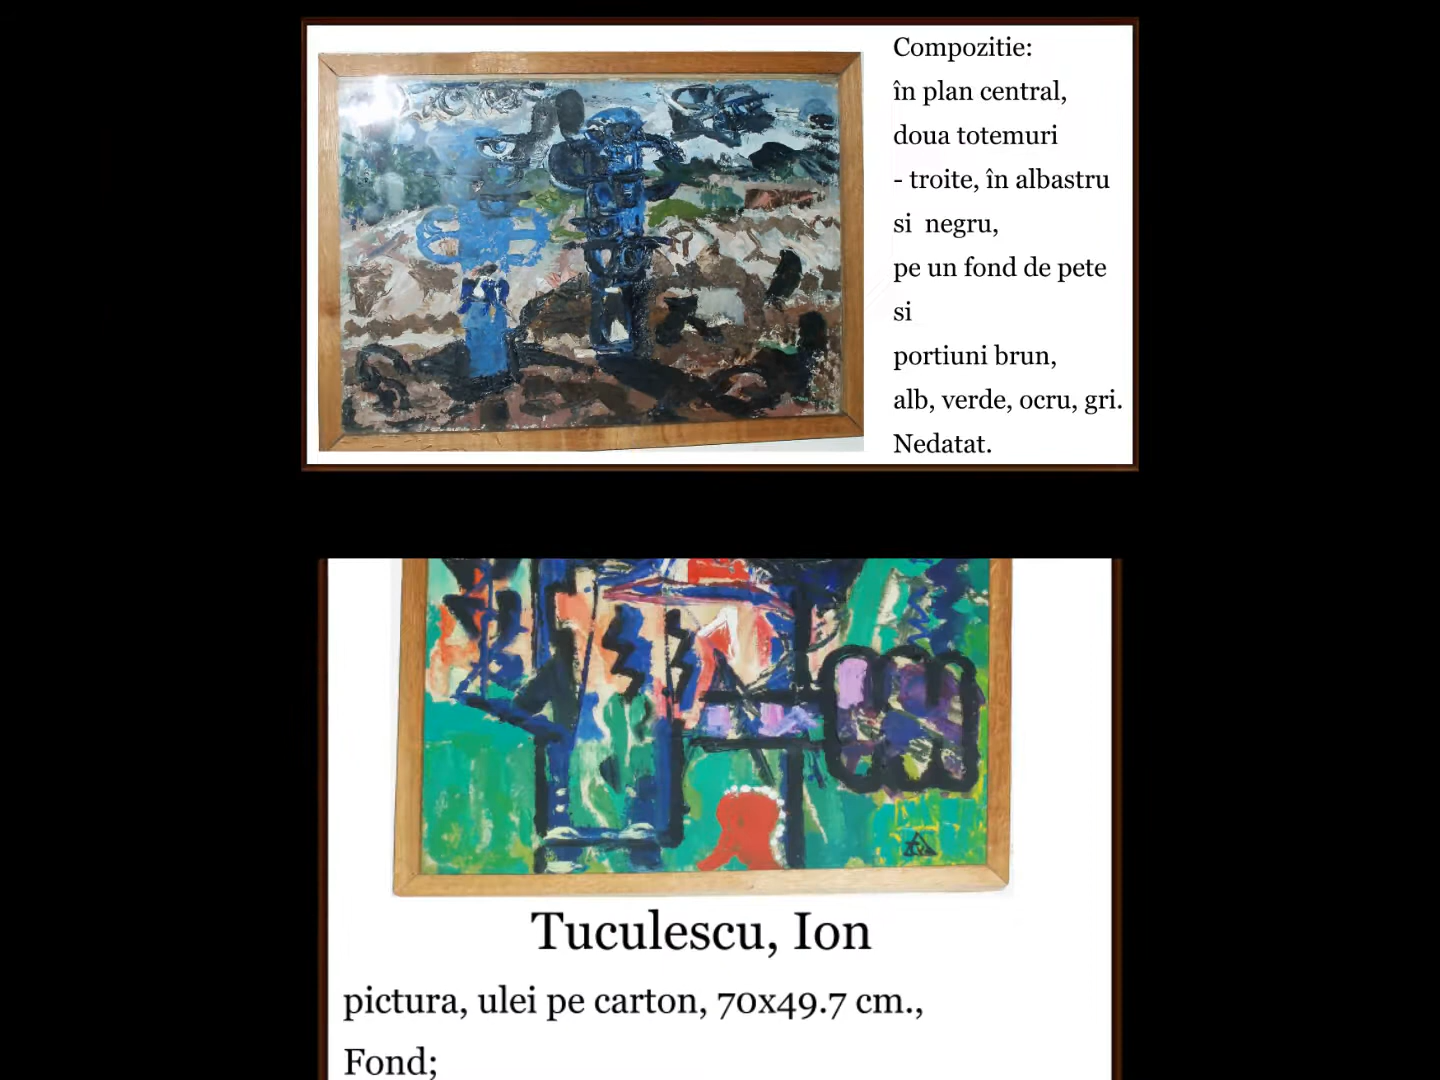 Compozitie:
în plan central,
doua totemuri
- troite, în albastru
si negru,
pe un fond de pete
si
portiuni brun,
alb, verde, ocru, gri.
Nedatat.
Tuculescu, Ion
pictura, ulei pe carton, 70x49.7 cm.,
Fond;